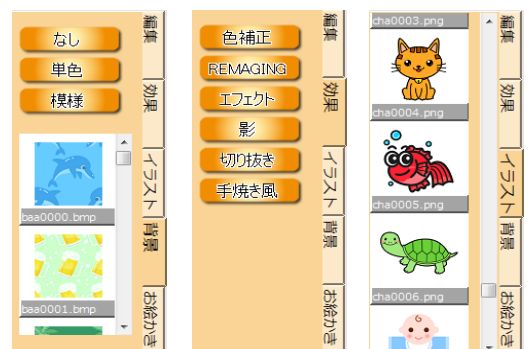 なし
単色
模様
baa0000.bmp
baa0001.bmp
編集
効果
イラスト
背景
お絵かき
色補正
REMAGING
エフェクト
影
切り抜き
手焼き風
編集
効果
イラスト
背景
お絵かき
cha0003.png
cha0004.png
cha0005.png
cha0006.png
編集
効果
イラスト
背景
お絵かき